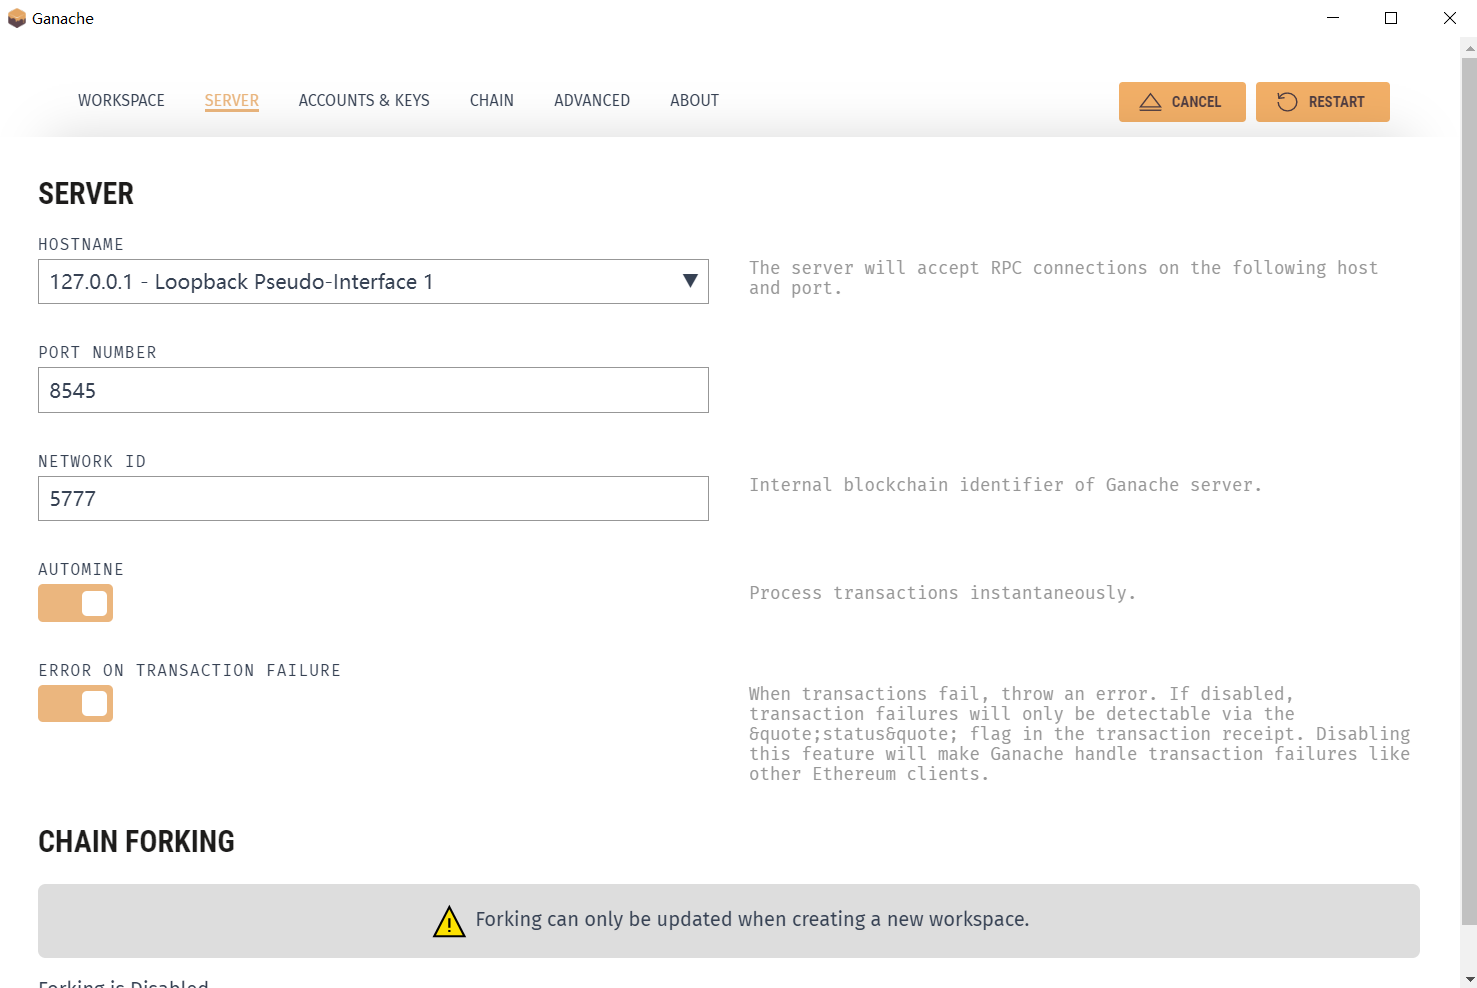 Ganache
WORKSPACE SERVER ACCOUNTS & KEYS CHAIN ADVANCED ABOUT CANCEL RESTART
SERVER
HOSTNAME
127.0.0.1 - Loopback Pseudo-Interface 1
The server will accept RPC connections on the following host
and port.
PORT NUMBER
8545
NETWORK ID
5777
Internal blockchain identifier of Ganache server.
AUTOMINE
Process transactions instantaneously.
ERROR ON TRANSACTION FAILURE
When transactions fail, throw an error. If disabled,
transaction failures will only be detectable via the
&quote;status&quote; flag in the transaction receipt. Disabling
this feature will make Ganache handle transaction failures like
other Ethereum clients.
CHAIN FORKING
Forking can only be updated when creating a new workspace.
Forking is Disabled